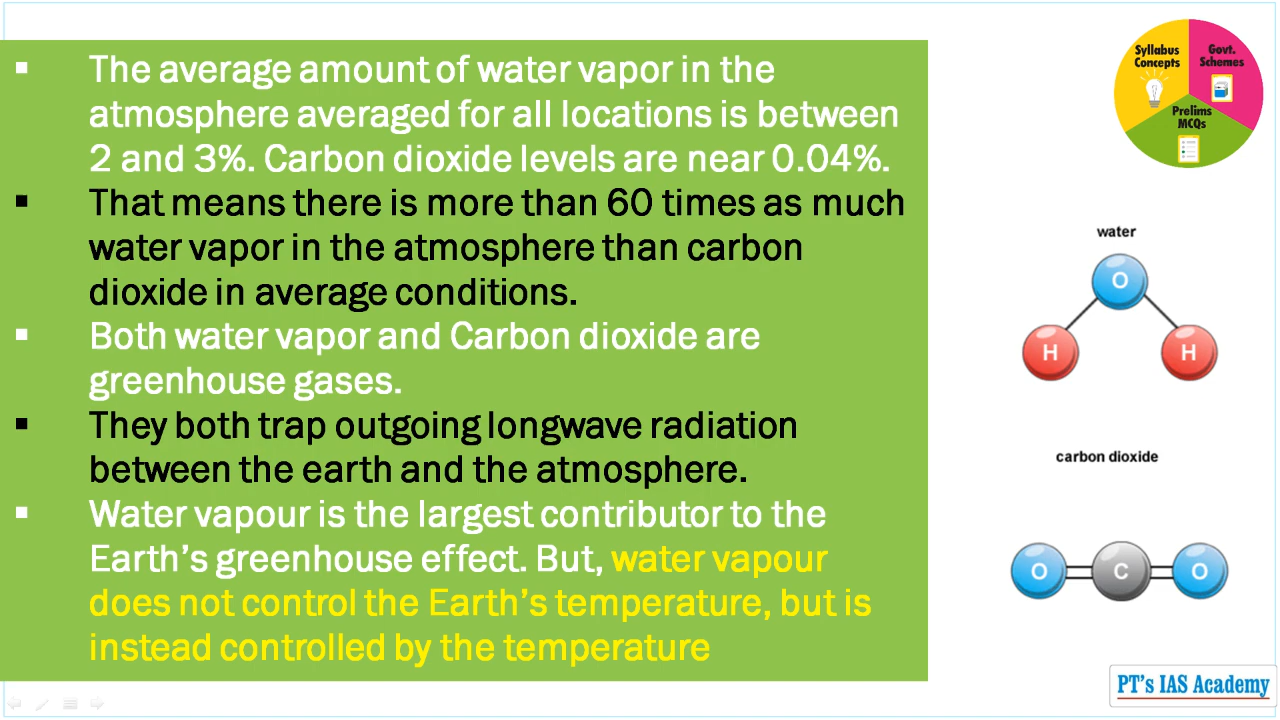 ▪ The average amount of water vapor in the
atmosphere averaged for all locations is between
2 and 3%. Carbon dioxide levels are near 0.04%.
▪ That means there is more than 60 times as much
water vapor in the atmosphere than carbon
dioxide in average conditions.
▪ Both water vapor and Carbon dioxide are
greenhouse gases.
▪ They both trap outgoing longwave radiation
between the earth and the atmosphere.
▪ Water vapour is the largest contributor to the
Earth's greenhouse effect. But, water vapour
does not control the Earth's temperature, but is
instead controlled by the temperature
Syllabus
Concepts
Govt.
Schemes
Prelims
MCQs
water
O
H H
carbon dioxide
O C O
PT's IAS Academy